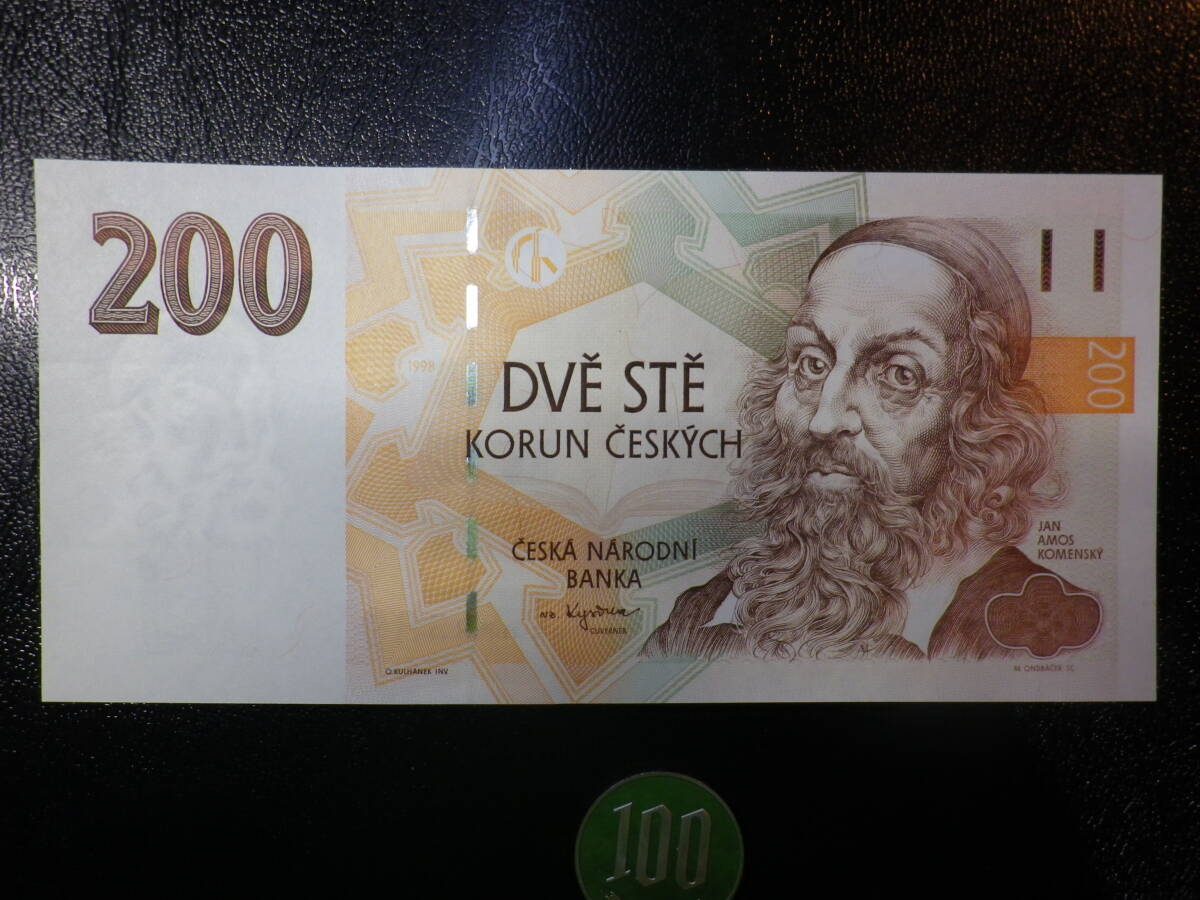 200
1998
DVĚ STĚ
KORUN ČESKÝCH
200
ČESKÁ NÁRODNÍ
BANKA
GUVERNÉR
JAN
AMOS
KOMENSKÝ
O.KULHÁNEK INV
M. ONDRÁČEK SC.
100